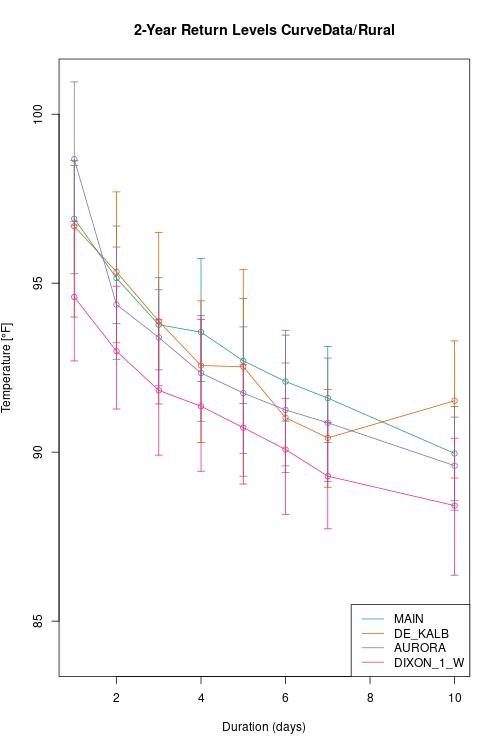 2-Year Return Levels CurveData/Rural
Temperature [°F]
100
95
90
85
2 4 6 8 10
Duration (days)
MAIN
DE_KALB
AURORA
DIXON_1_W